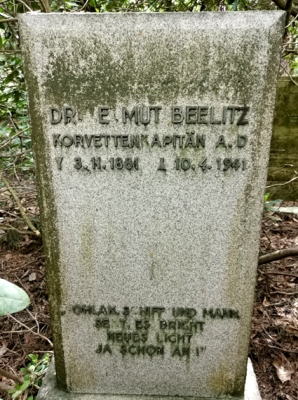 DR. E MUT BEELITZ
KORVETTENKAPITÄN A.D.
3.11.1881 10.4.1941
SCHIFF UND MANN
ES BRICHT
NEUES LICHT
JA SCHON AN!"